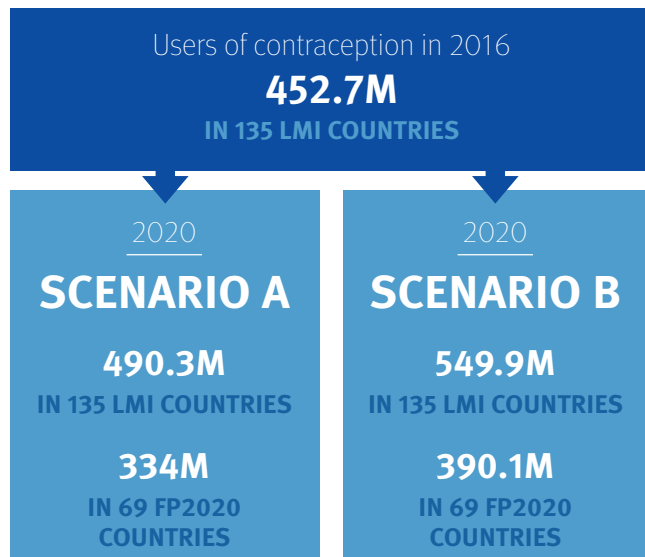 Users of contraception in 2016
452.7M
IN 135 LMI COUNTRIES
2020
SCENARIO A
490.3M
IN 135 LMI COUNTRIES
334M
IN 69 FP2020
COUNTRIES
2020
SCENARIO B
549.9M
IN 135 LMI COUNTRIES
390.1M
IN 69 FP2020
COUNTRIES